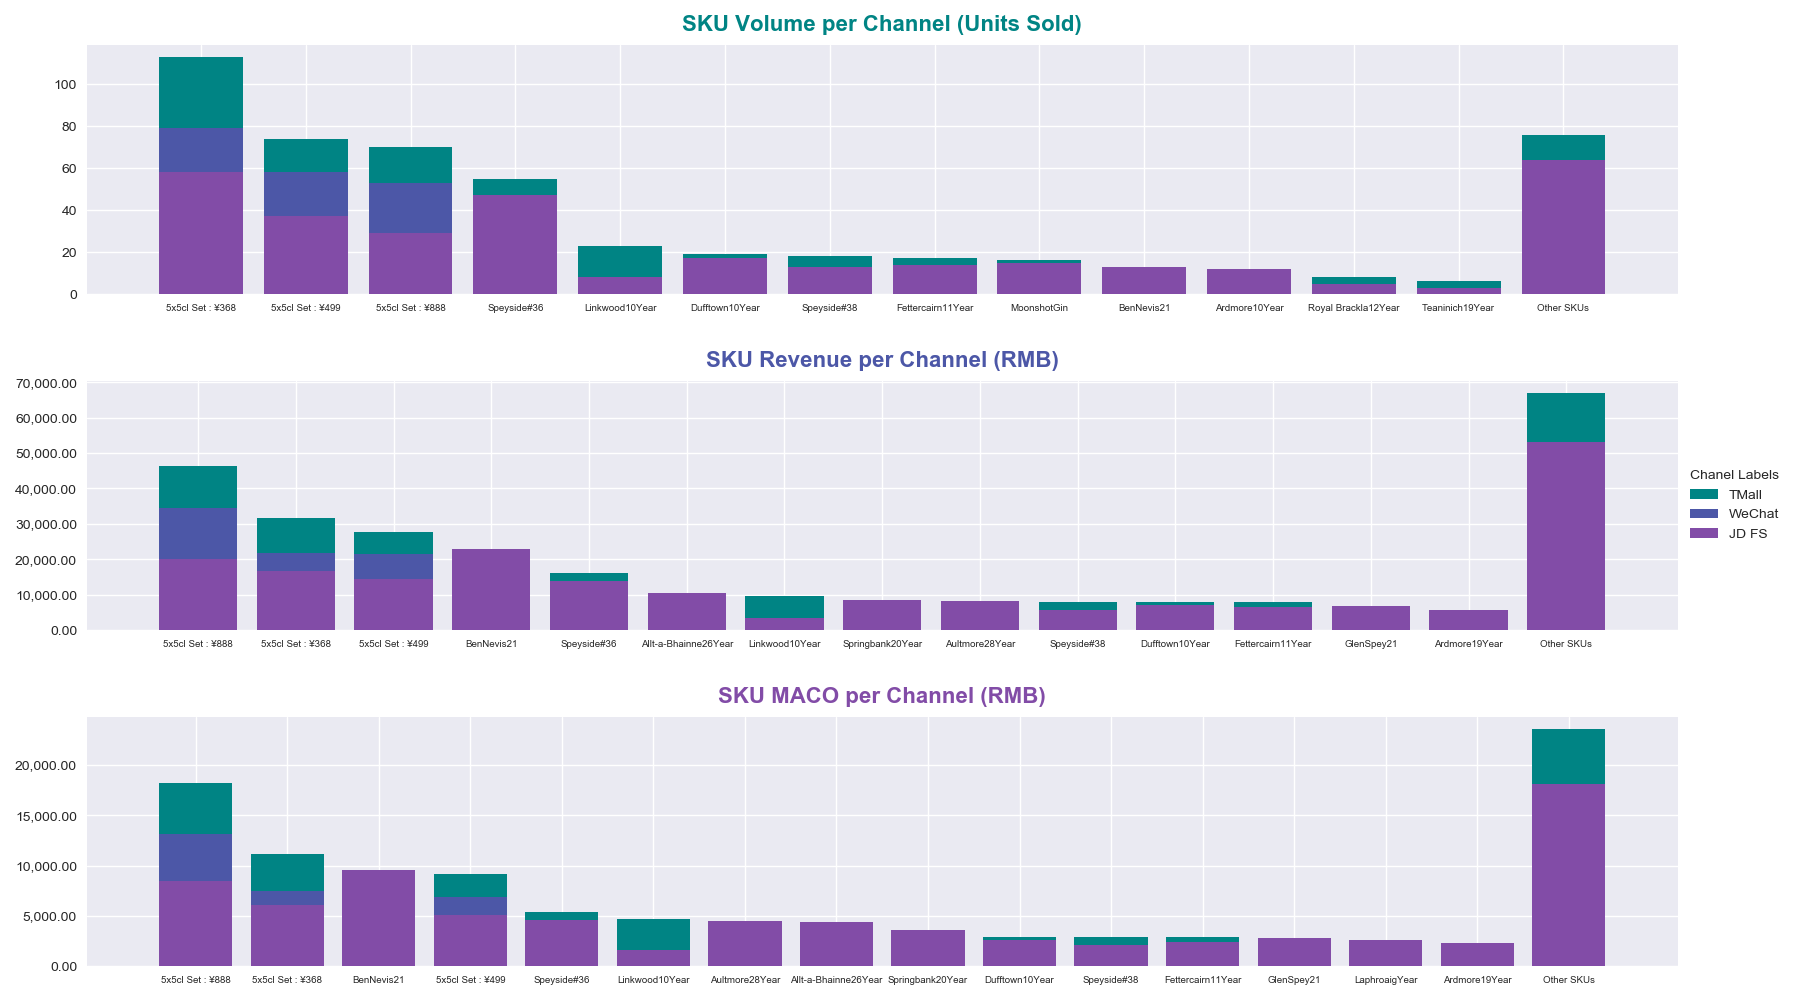 SKU Volume per Channel (Units Sold)
100
80
60
40
20
0
5x5cl Set : ¥368 5x5cl Set : ¥499 5x5cl Set : ¥888 Speyside#36 Linkwood10Year Dufftown10Year Speyside#38 Fettercairn11Year MoonshotGin BenNevis21 Ardmore10Year Royal Brackla12Year Teaninich19Year Other SKUs
SKU Revenue per Channel (RMB)
70,000.00
60,000.00
50,000.00
40,000.00
30,000.00
20,000.00
10,000.00
0.00
5x5cl Set : ¥888 5x5cl Set : ¥368 5x5cl Set : ¥499 BenNevis21 Speyside#36 Allt-a-Bhainne26Year Linkwood10Year Springbank20Year Aultmore28Year Speyside#38 Dufftown10Year Fettercairn11Year GlenSpey21 Ardmore19Year Other SKUs
Chanel Labels
TMall
WeChat
JD FS
SKU MACO per Channel (RMB)
20,000.00
15,000.00
10,000.00
5,000.00
0.00
5x5cl Set : ¥888 5x5cl Set : ¥368 BenNevis21 5x5cl Set : ¥499 Speyside#36 Linkwood10Year Aultmore28Year Allt-a-Bhainne26Year Springbank20Year Dufftown10Year Speyside#38 Fettercairn11Year GlenSpey21 LaphroaigYear Ardmore19Year Other SKUs